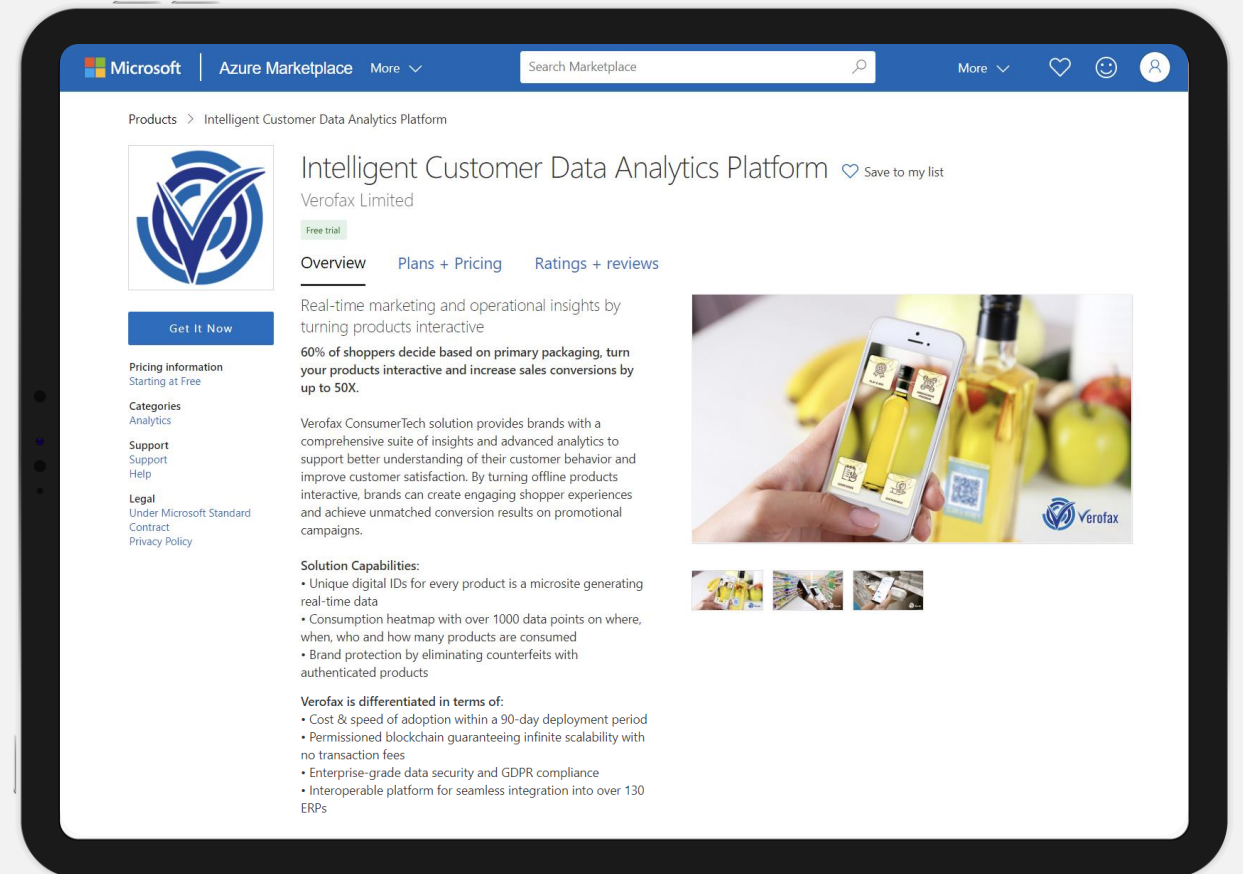 Microsoft
Azure Marketplace
More
Search Marketplace
More
Products > Intelligent Customer Data Analytics Platform
Intelligent Customer Data Analytics Platform
Save to my list
Verofax Limited
Free trial
Overview
Plans + Pricing
Ratings + reviews
Get It Now
Pricing information
Starting at Free
Categories
Analytics
Support
Support
Help
Legal
Under Microsoft Standard
Contract
Privacy Policy
Real-time marketing and operational insights by
turning products interactive
60% of shoppers decide based on primary packaging, turn
your products interactive and increase sales conversions by
up to 50X.
Verofax ConsumerTech solution provides brands with a
comprehensive suite of insights and advanced analytics to
support better understanding of their customer behavior and
improve customer satisfaction. By turning offline products
interactive, brands can create engaging shopper experiences
and achieve unmatched conversion results on promotional
campaigns.
Solution Capabilities:
• Unique digital IDs for every product is a microsite generating
real-time data
• Consumption heatmap with over 1000 data points on where,
when, who and how many products are consumed
• Brand protection by eliminating counterfeits with
authenticated products
Verofax is differentiated in terms of:
• Cost & speed of adoption within a 90-day deployment period
• Permissioned blockchain guaranteeing infinite scalability with
no transaction fees
• Enterprise-grade data security and GDPR compliance
• Interoperable platform for seamless integration into over 130
ERPs
Verofax